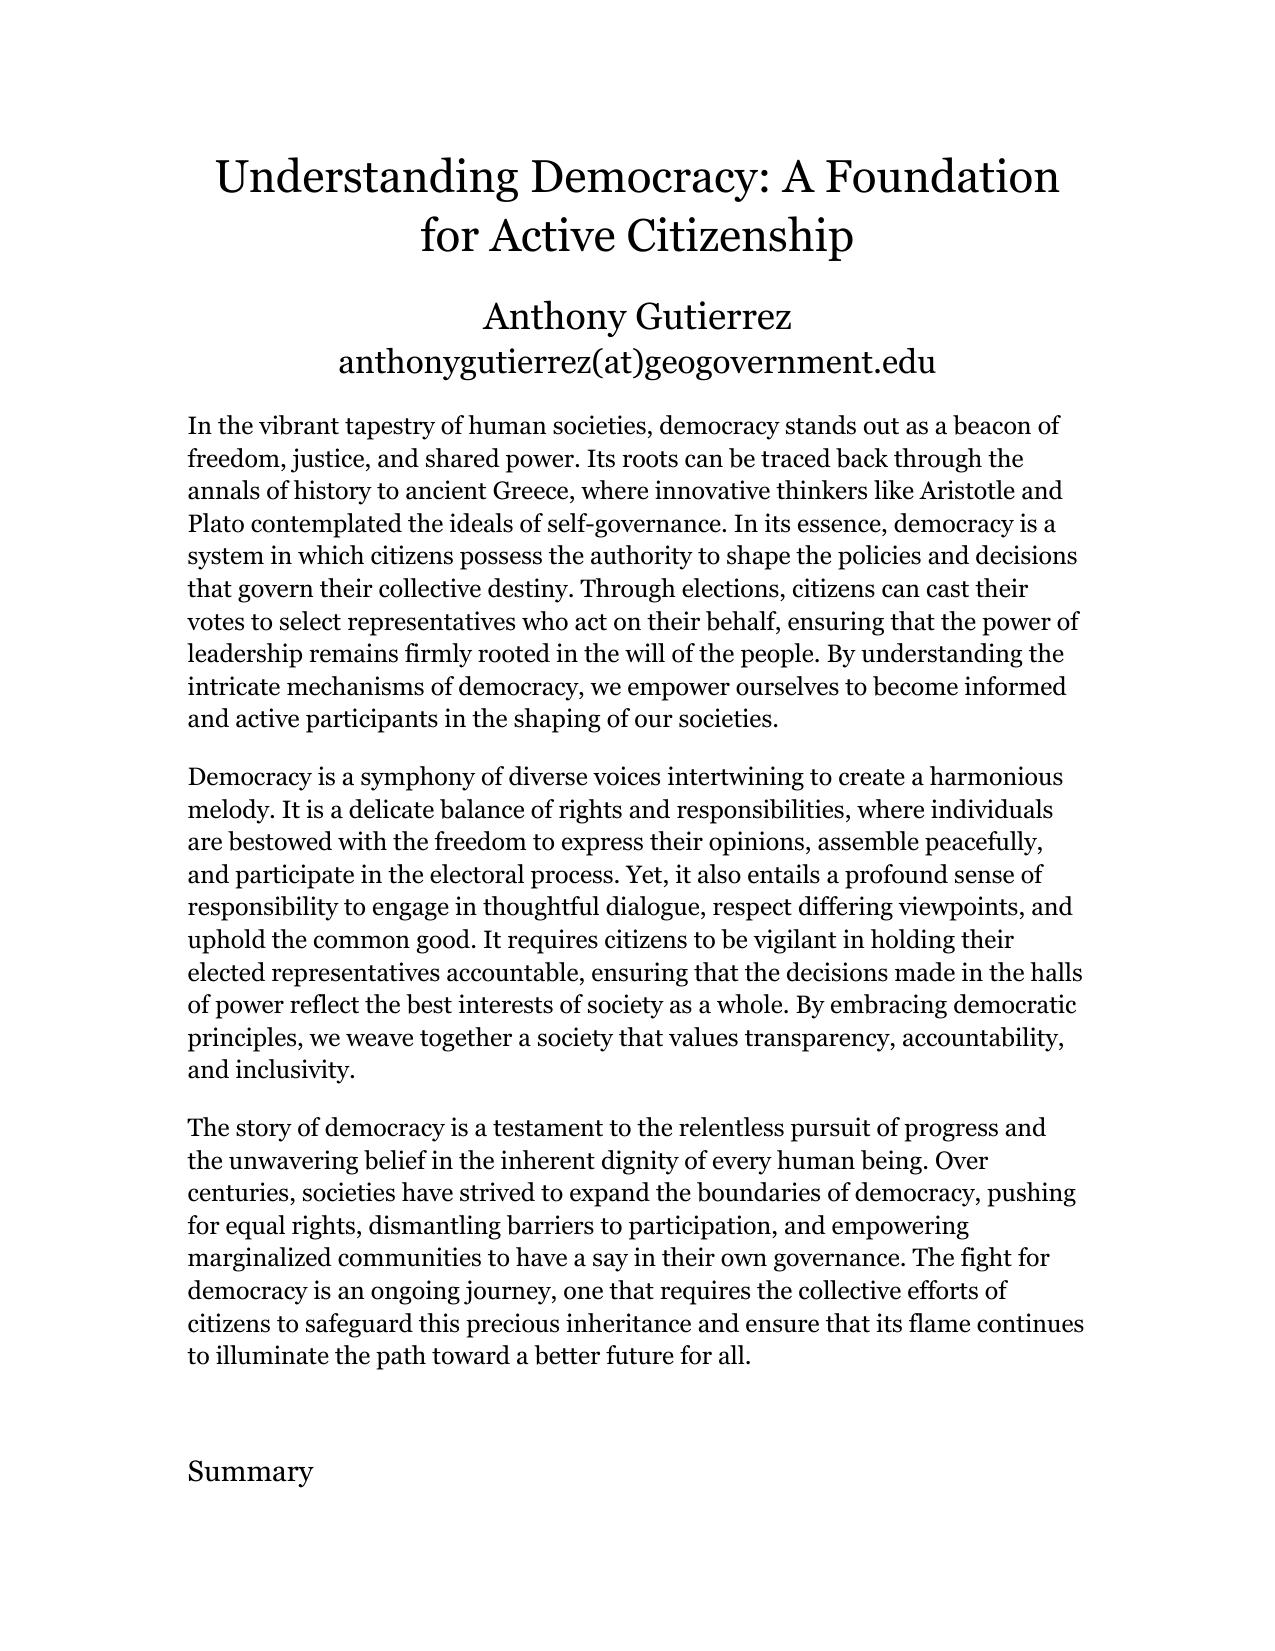 Understanding Democracy: A Foundation
for Active Citizenship
Anthony Gutierrez
anthonygutierrez(at)geogovernment.edu
In the vibrant tapestry of human societies, democracy stands out as a beacon of
freedom, justice, and shared power. Its roots can be traced back through the
annals of history to ancient Greece, where innovative thinkers like Aristotle and
Plato contemplated the ideals of self-governance. In its essence, democracy is a
system in which citizens possess the authority to shape the policies and decisions
that govern their collective destiny. Through elections, citizens can cast their
votes to select representatives who act on their behalf, ensuring that the power of
leadership remains firmly rooted in the will of the people. By understanding the
intricate mechanisms of democracy, we empower ourselves to become informed
and active participants in the shaping of our societies.
Democracy is a symphony of diverse voices intertwining to create a harmonious
melody. It is a delicate balance of rights and responsibilities, where individuals
are bestowed with the freedom to express their opinions, assemble peacefully,
and participate in the electoral process. Yet, it also entails a profound sense of
responsibility to engage in thoughtful dialogue, respect differing viewpoints, and
uphold the common good. It requires citizens to be vigilant in holding their
elected representatives accountable, ensuring that the decisions made in the halls
of power reflect the best interests of society as a whole. By embracing democratic
principles, we weave together a society that values transparency, accountability,
and inclusivity.
The story of democracy is a testament to the relentless pursuit of progress and
the unwavering belief in the inherent dignity of every human being. Over
centuries, societies have strived to expand the boundaries of democracy, pushing
for equal rights, dismantling barriers to participation, and empowering
marginalized communities to have a say in their own governance. The fight for
democracy is an ongoing journey, one that requires the collective efforts of
citizens to safeguard this precious inheritance and ensure that its flame continues
to illuminate the path toward a better future for all.
Summary